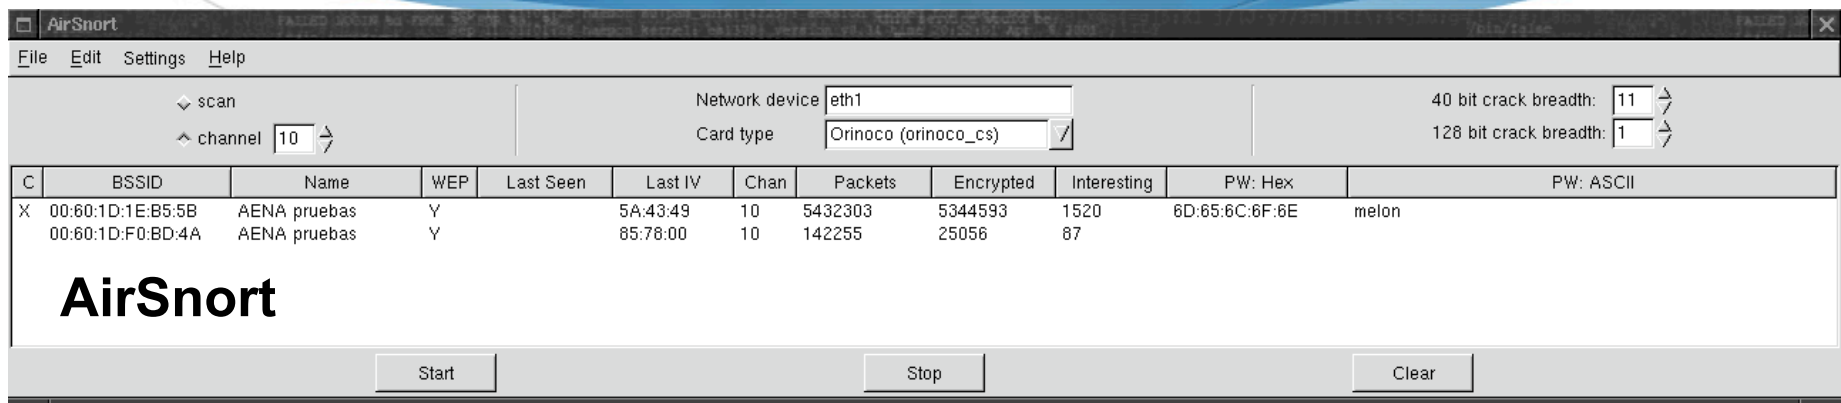 AirSnort
File Edit Settings Help
scan
channel 10
Network device eth1
Card type Orinoco (orinoco_cs)
40 bit crack breadth: 11
128 bit crack breadth: 1
C BSSID Name WEP Last Seen Last IV Chan Packets Encrypted Interesting PW: Hex PW: ASCII
X 00:60:1D:1E:B5:5B AENA pruebas Y 5A:43:49 10 5432303 5344593 1520 6D:65:6C:6F:6E melon
00:60:1D:F0:BD:4A AENA pruebas Y 85:78:00 10 142255 25056 87
AirSnort
Start Stop Clear